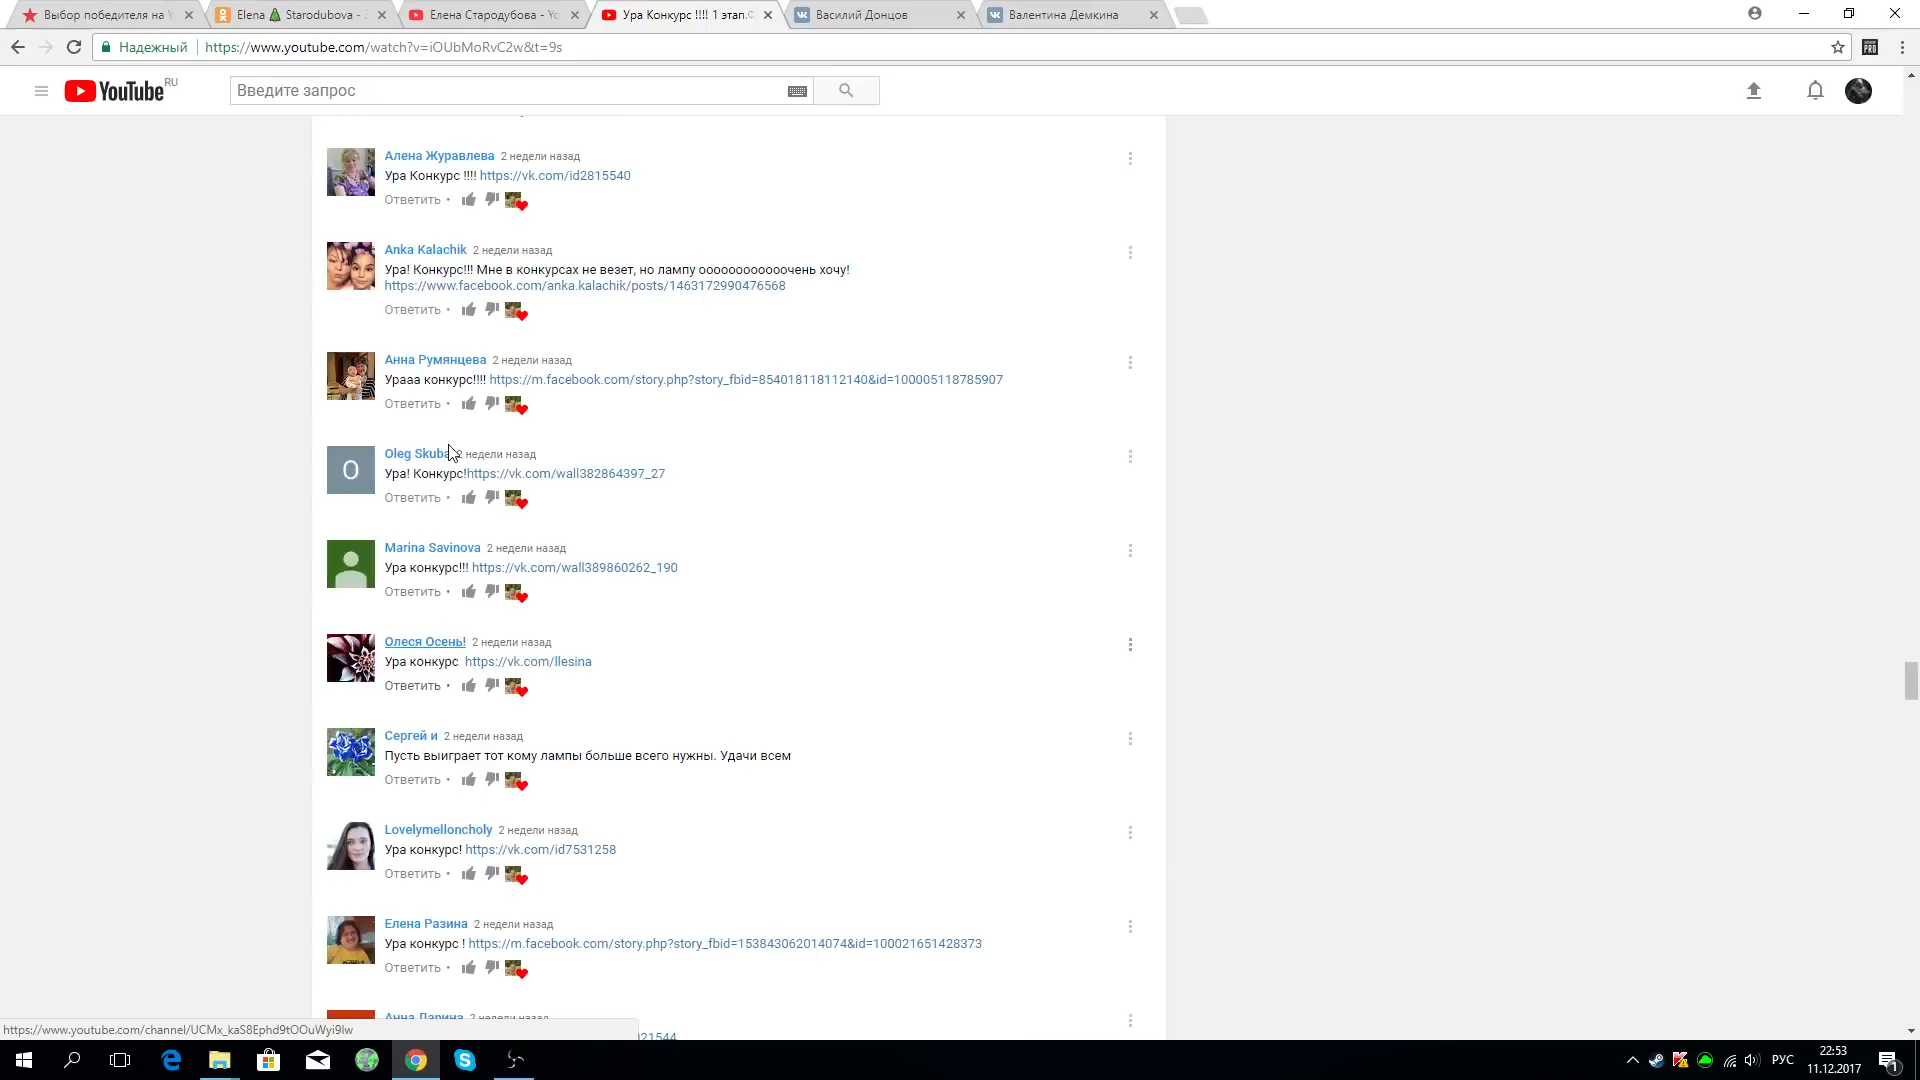 Выбор победителя на Y
Elena Starodubova -
Елена Стародубова - Yo
Ура Конкурс !!!! 1 этап.
Василий Донцов
Валентина Демкина
Надежный
https://www.youtube.com/watch?v=iOUbMoRvC2w&t=9s
YouTube RU
Введите запрос
Алена Журавлева 2 недели назад
Ура Конкурс !!!! https://vk.com/id2815540
Ответить
Anka Kalachik 2 недели назад
Ура! Конкурс!!! Мне в конкурсах не везет, но лампу оооооооооооочень хочу!
https://www.facebook.com/anka.kalachik/posts/1463172990476568
Ответить
Анна Румянцева 2 недели назад
Урааа конкурс!!!! https://m.facebook.com/story.php?story_fbid=854018118112140&id=100005118785907
Ответить
Oleg Skuba 2 недели назад
Ура! Конкурс!https://vk.com/wall382864397_27
Ответить
Marina Savinova 2 недели назад
Ура конкурс!!! https://vk.com/wall389860262_190
Ответить
Олеся Осень! 2 недели назад
Ура конкурс https://vk.com/llesina
Ответить
Сергей и 2 недели назад
Пусть выиграет тот кому лампы больше всего нужны. Удачи всем
Ответить
Lovelymelloncholy 2 недели назад
Ура конкурс! https://vk.com/id7531258
Ответить
Елена Разина 2 недели назад
Ура конкурс ! https://m.facebook.com/story.php?story_fbid=153843062014074&id=100021651428373
Ответить
Анна Ларина 2 недели назад
https://www.youtube.com/channel/UCMx_kaS8Ephd9tOOuWyi9lw
021544
РУС
22:53
11.12.2017